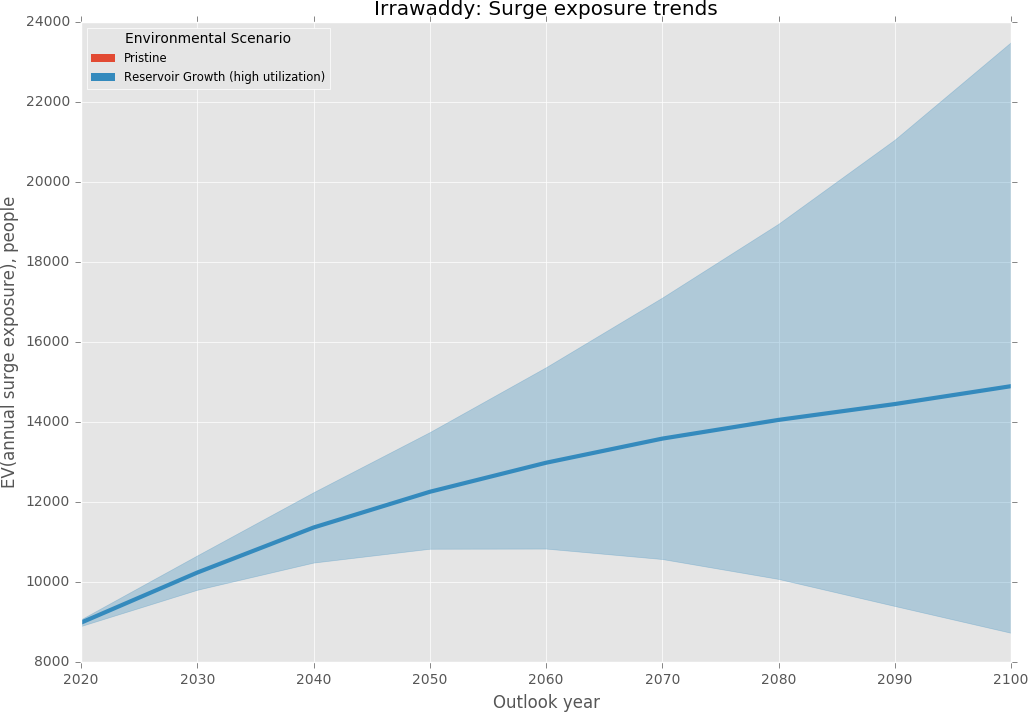 Irrawaddy: Surge exposure trends
Environmental Scenario
Pristine
Reservoir Growth (high utilization)
EV(annual surge exposure), people
24000
22000
20000
18000
16000
14000
12000
10000
8000
2020 2030 2040 2050 2060 2070 2080 2090 2100
Outlook year